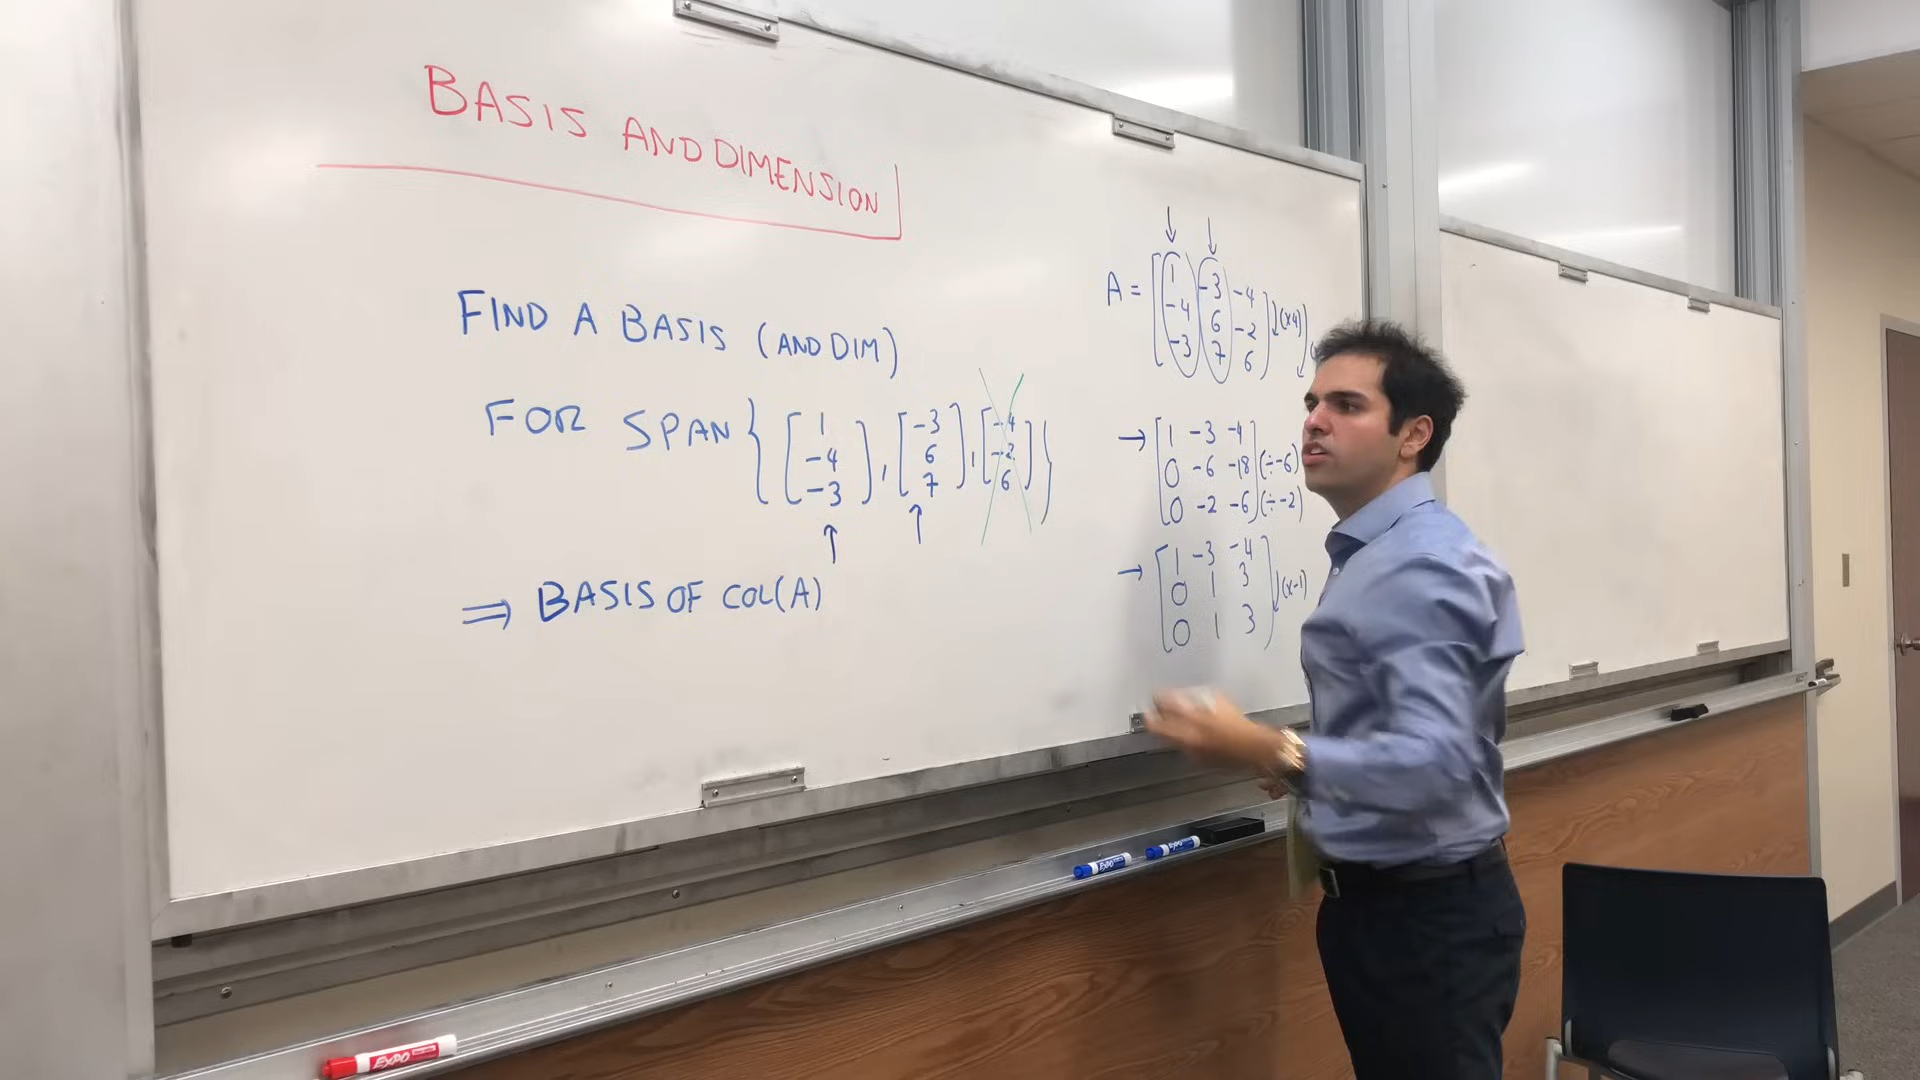 BASIS AND DIMENSION
FIND A BASIS (AND DIM)
FOR SPAN { [1 -4 -3], [-3 6 7], [-4 -2 6] }
⇒ BASIS OF COL(A)
↓ ↓
A = [1 -3 -4
-4 6 -2
-3 7 6] ↓(x4)
→ [1 -3 -4
0 -6 -18] (÷-6)
0 -2 -6] (÷-2)
→ [1 -3 -4
0 1 3
0 1 3] ↓(x-1)
EXPO
EXPO
EXPO